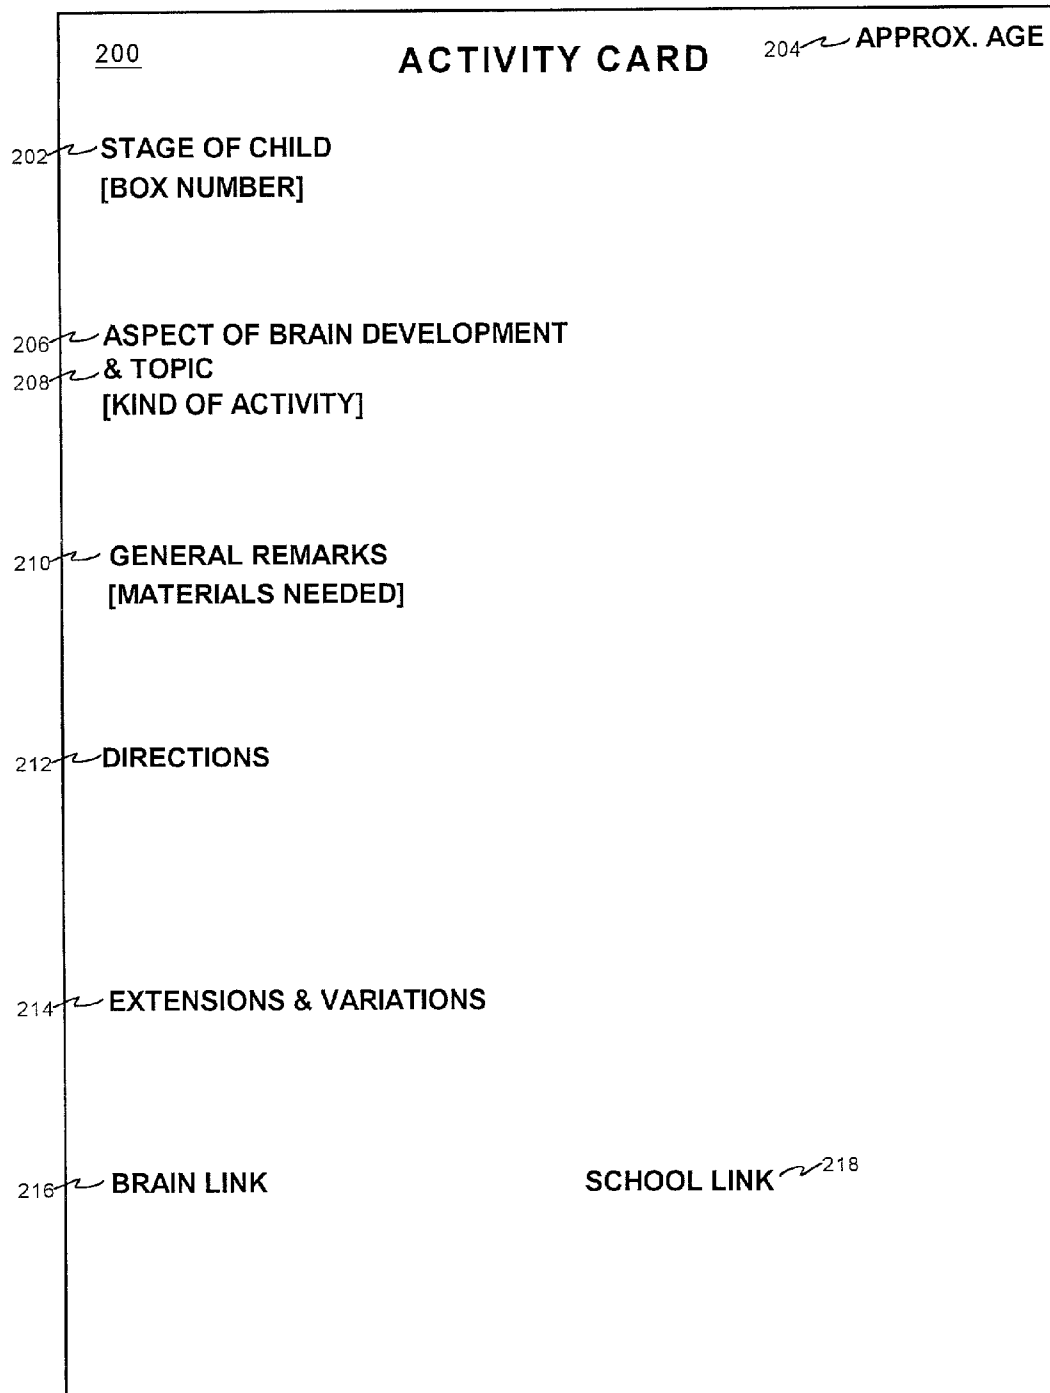 200 ACTIVITY CARD 204 APPROX. AGE
202 STAGE OF CHILD
[BOX NUMBER]
206 ASPECT OF BRAIN DEVELOPMENT
208 & TOPIC
[KIND OF ACTIVITY]
210 GENERAL REMARKS
[MATERIALS NEEDED]
212 DIRECTIONS
214 EXTENSIONS & VARIATIONS
216 BRAIN LINK SCHOOL LINK 218